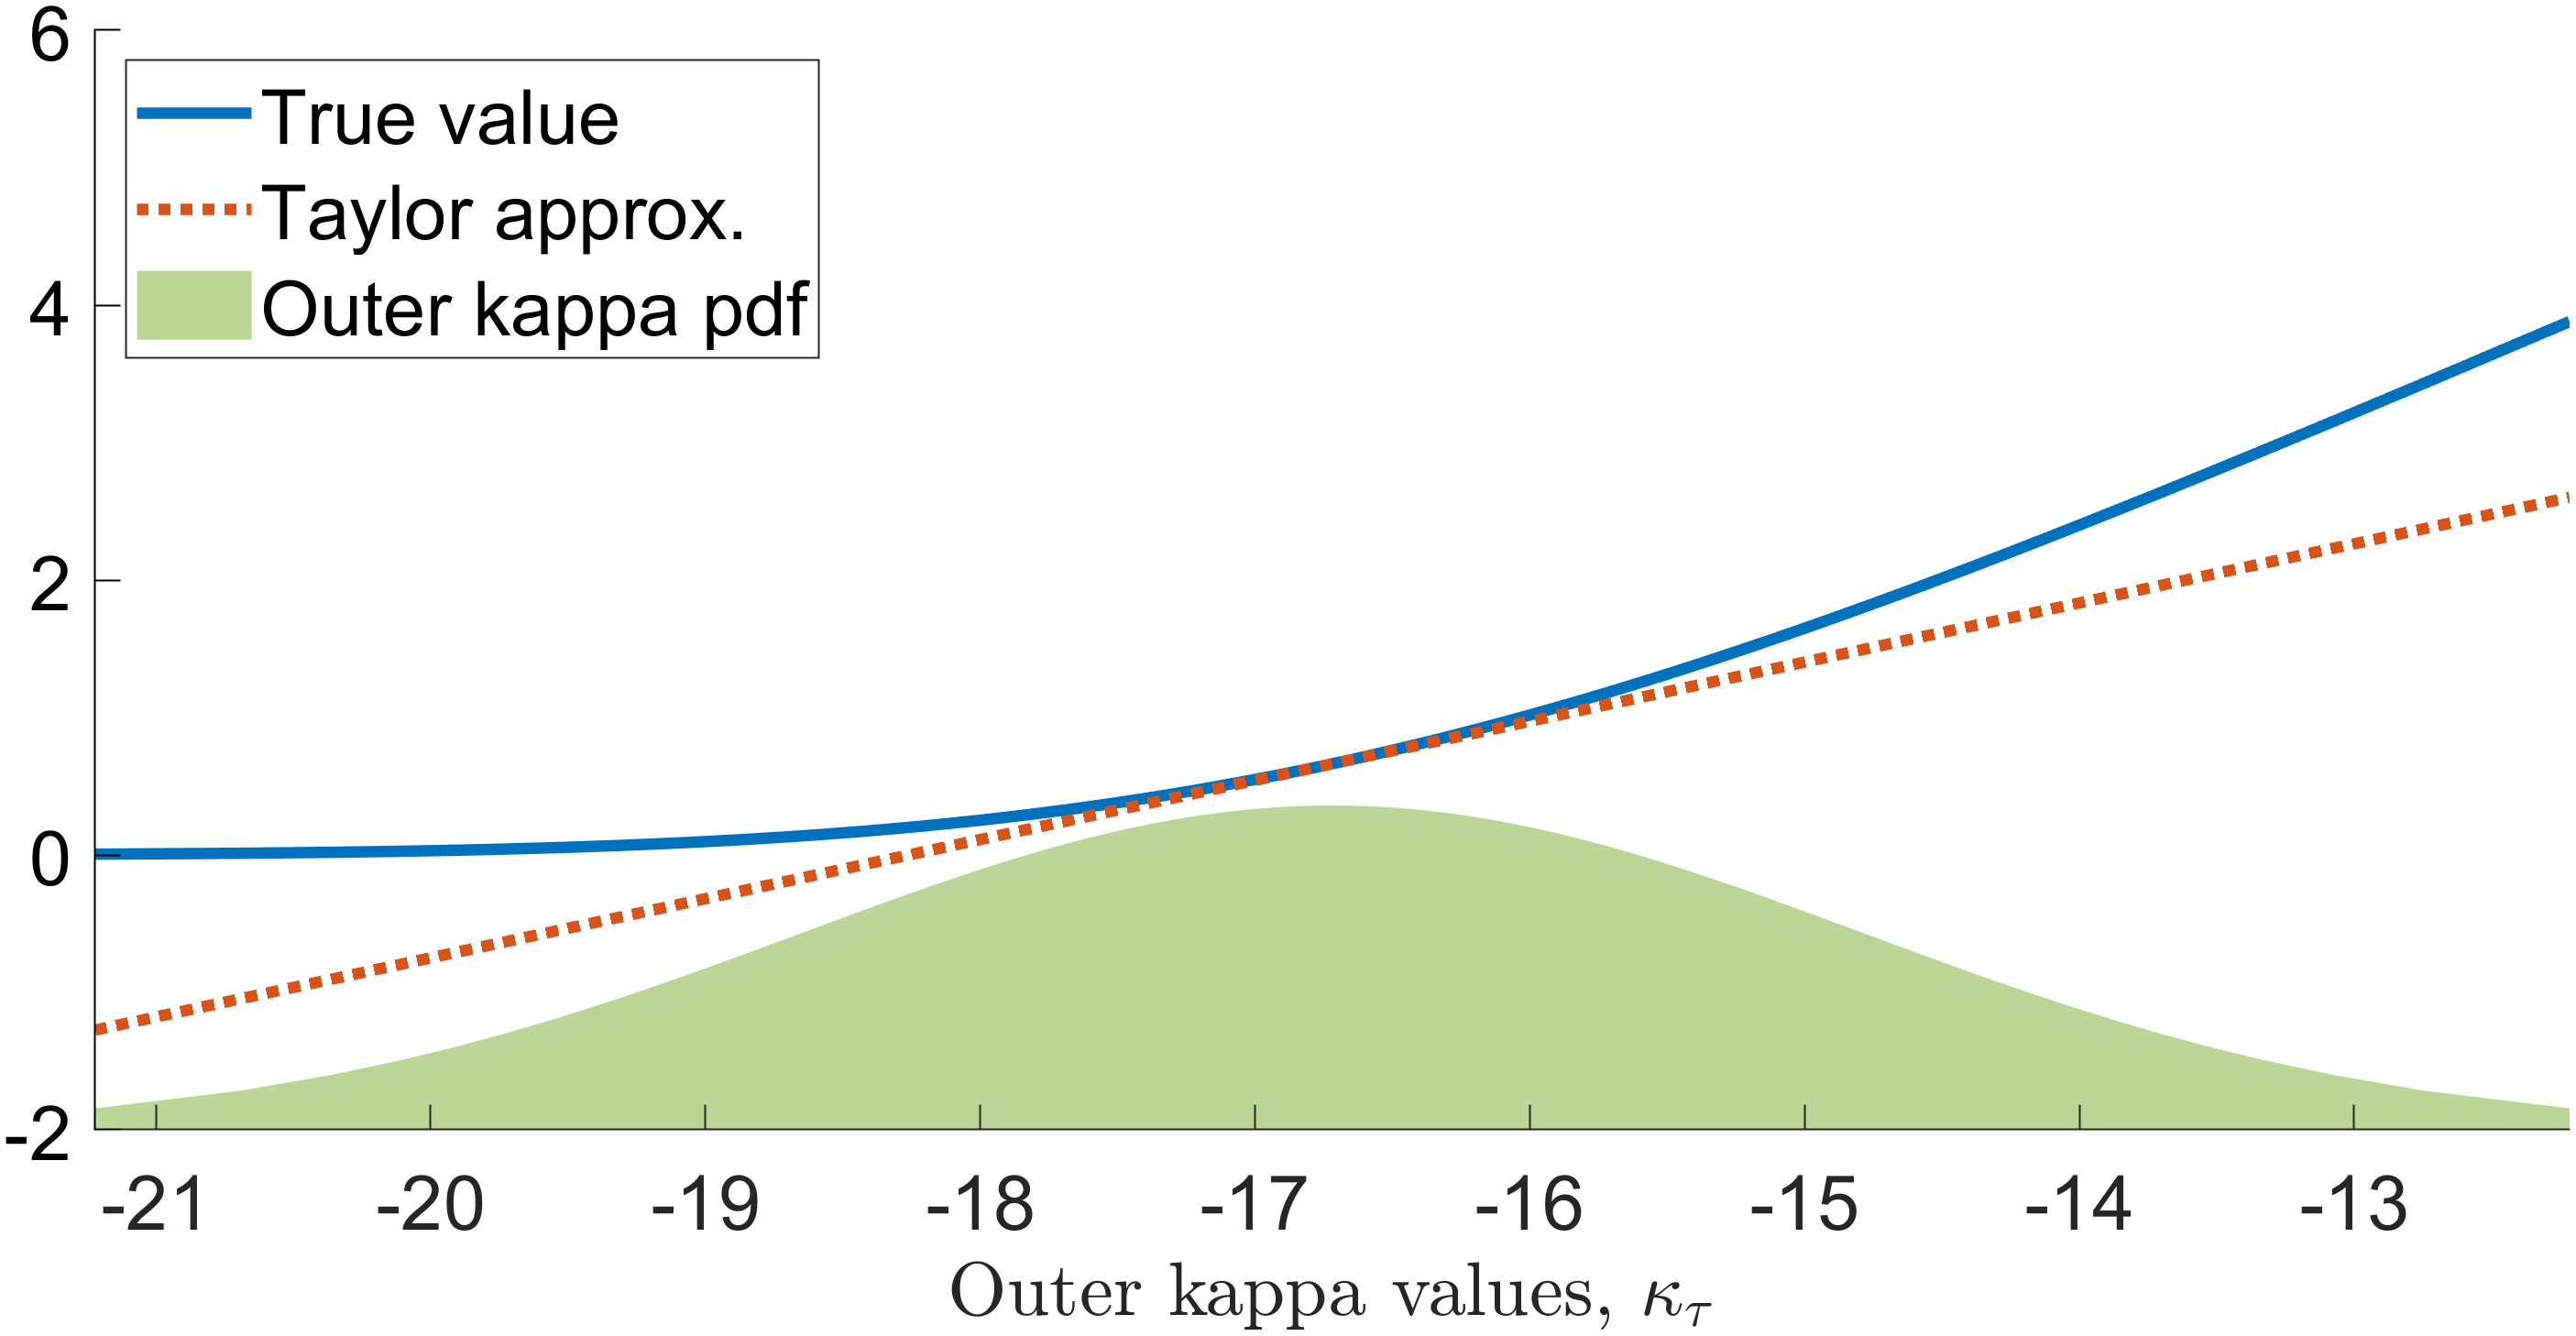 6
4
2
0
-2
True value
Taylor approx.
Outer kappa pdf
-21 -20 -19 -18 -17 -16 -15 -14 -13
Outer kappa values, κ_τ